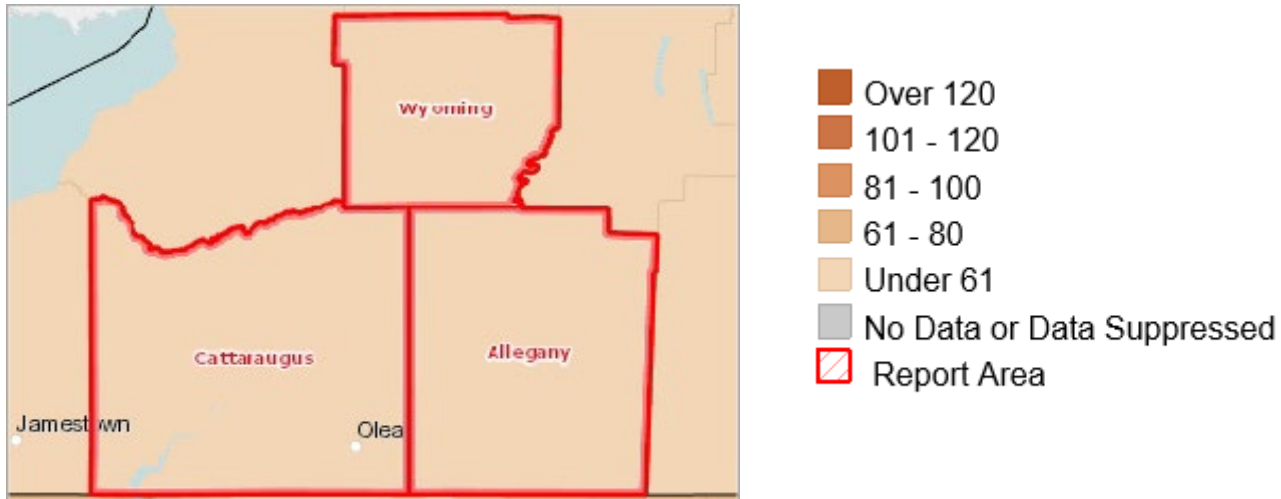 Wyoming
Cattaraugus
Allegany
Jamestown
Olea
Over 120
101 - 120
81 - 100
61 - 80
Under 61
No Data or Data Suppressed
Report Area